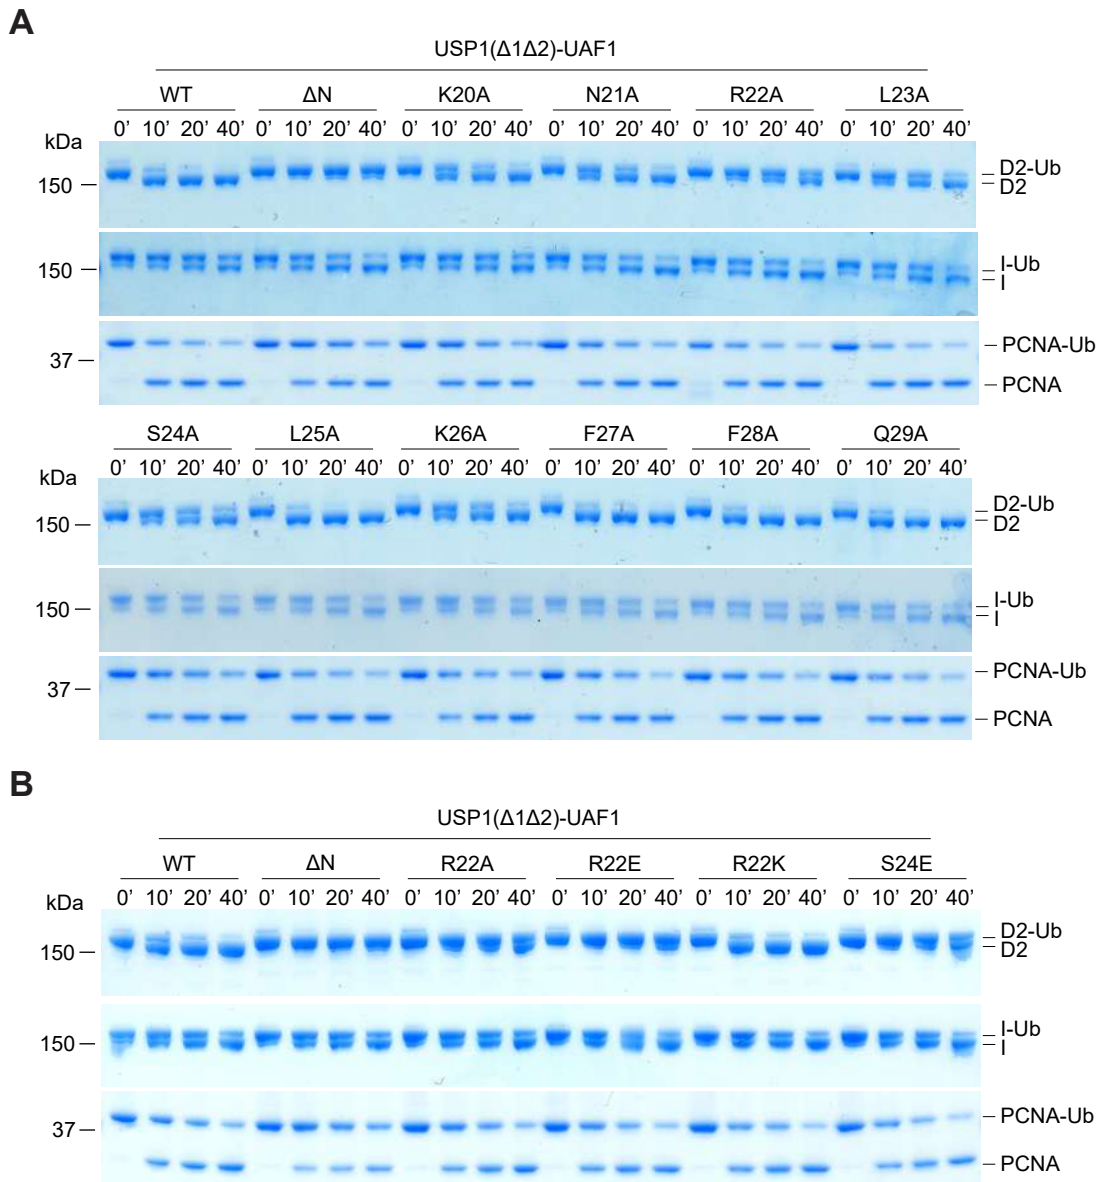 A
USP1(Δ1Δ2)-UAF1
WT ΔN K20A N21A R22A L23A
0’ 10’ 20’ 40’ 0’ 10’ 20’ 40’ 0’ 10’ 20’ 40’ 0’ 10’ 20’ 40’ 0’ 10’ 20’ 40’ 0’ 10’ 20’ 40’
kDa
150
D2-Ub
D2
150
I-Ub
I
37
PCNA-Ub
PCNA
S24A L25A K26A F27A F28A Q29A
0’ 10’ 20’ 40’ 0’ 10’ 20’ 40’ 0’ 10’ 20’ 40’ 0’ 10’ 20’ 40’ 0’ 10’ 20’ 40’ 0’ 10’ 20’ 40’
kDa
150
D2-Ub
D2
150
I-Ub
I
37
PCNA-Ub
PCNA
B
USP1(Δ1Δ2)-UAF1
WT ΔN R22A R22E R22K S24E
0’ 10’ 20’ 40’ 0’ 10’ 20’ 40’ 0’ 10’ 20’ 40’ 0’ 10’ 20’ 40’ 0’ 10’ 20’ 40’ 0’ 10’ 20’ 40’
kDa
150
D2-Ub
D2
150
I-Ub
I
37
PCNA-Ub
PCNA